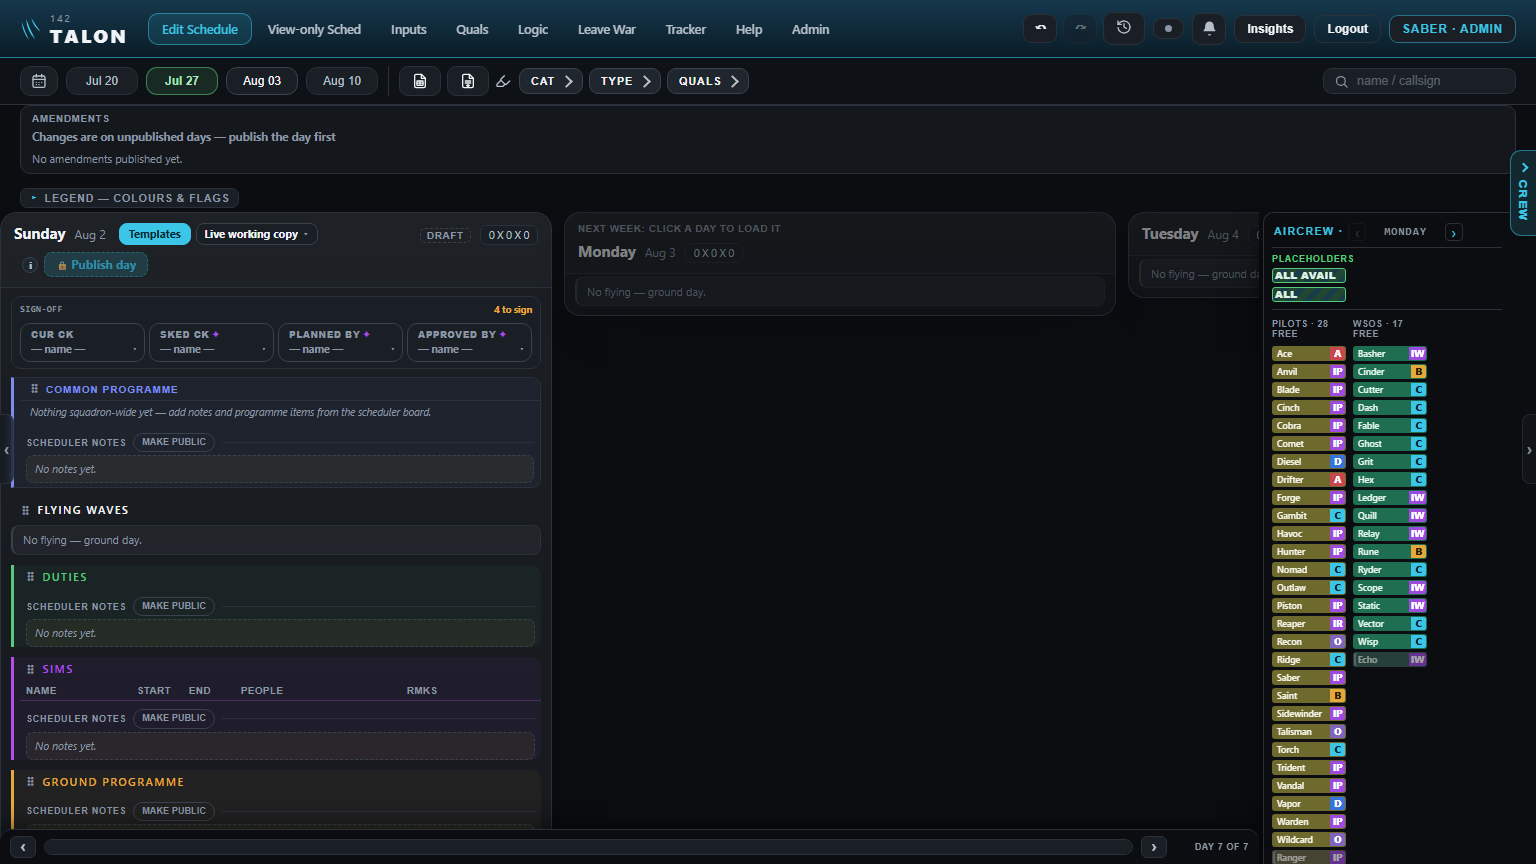 142
TALON
Edit Schedule
View-only Sched
Inputs
Quals
Logic
Leave War
Tracker
Help
Admin
Insights
Logout
SABER · ADMIN
Jul 20
Jul 27
Aug 03
Aug 10
CAT
TYPE
QUALS
name / callsign
AMENDMENTS
Changes are on unpublished days — publish the day first
No amendments published yet.
CREW
LEGEND — COLOURS & FLAGS
Sunday Aug 2
Templates
Live working copy
DRAFT
0X0X0
i
Publish day
SIGN-OFF
4 to sign
CUR CK
— name —
SKED CK
— name —
PLANNED BY
— name —
APPROVED BY
— name —
COMMON PROGRAMME
Nothing squadron-wide yet — add notes and programme items from the scheduler board.
SCHEDULER NOTES
MAKE PUBLIC
No notes yet.
FLYING WAVES
No flying — ground day.
DUTIES
SCHEDULER NOTES
MAKE PUBLIC
No notes yet.
SIMS
NAME START END PEOPLE RMKS
SCHEDULER NOTES
MAKE PUBLIC
No notes yet.
GROUND PROGRAMME
SCHEDULER NOTES
MAKE PUBLIC
NEXT WEEK: CLICK A DAY TO LOAD IT
Monday Aug 3
0X0X0
No flying — ground day.
Tuesday Aug 4
No flying — ground da
AIRCREW ·
MONDAY
PLACEHOLDERS
ALL AVAIL
ALL
PILOTS · 28 FREE
WSOS · 17 FREE
Ace A
Anvil IP
Blade IP
Cinch IP
Cobra IP
Comet IP
Diesel D
Drifter A
Forge IP
Gambit C
Havoc IP
Hunter IP
Nomad C
Outlaw C
Piston IP
Reaper IR
Recon O
Ridge C
Saber IP
Saint B
Sidewinder IP
Talisman O
Torch C
Trident IP
Vandal IP
Vapor D
Warden IP
Wildcard O
Ranger IP
Basher IW
Cinder B
Cutter C
Dash C
Fable C
Ghost C
Grit C
Hex C
Ledger IW
Quill IW
Relay IW
Rune B
Ryder C
Scope IW
Static IW
Vector C
Wisp C
Echo IW
DAY 7 OF 7